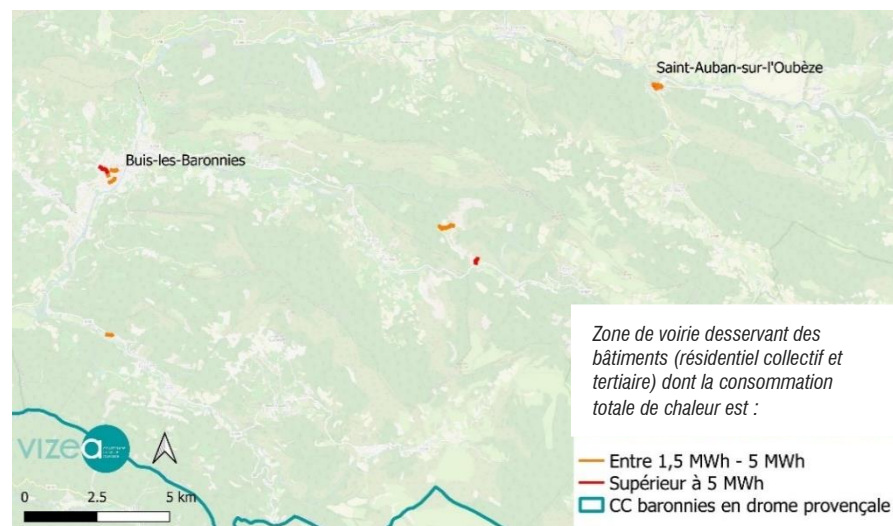 Saint-Auban-sur-l'Oubèze
Buis-les-Baronnies
Zone de voirie desservant des
bâtiments (résidentiel collectif et
tertiaire) dont la consommation
totale de chaleur est :
vizea
0 2.5 5 km
Entre 1,5 MWh - 5 MWh
Supérieur à 5 MWh
CC baronnies en drome provençale